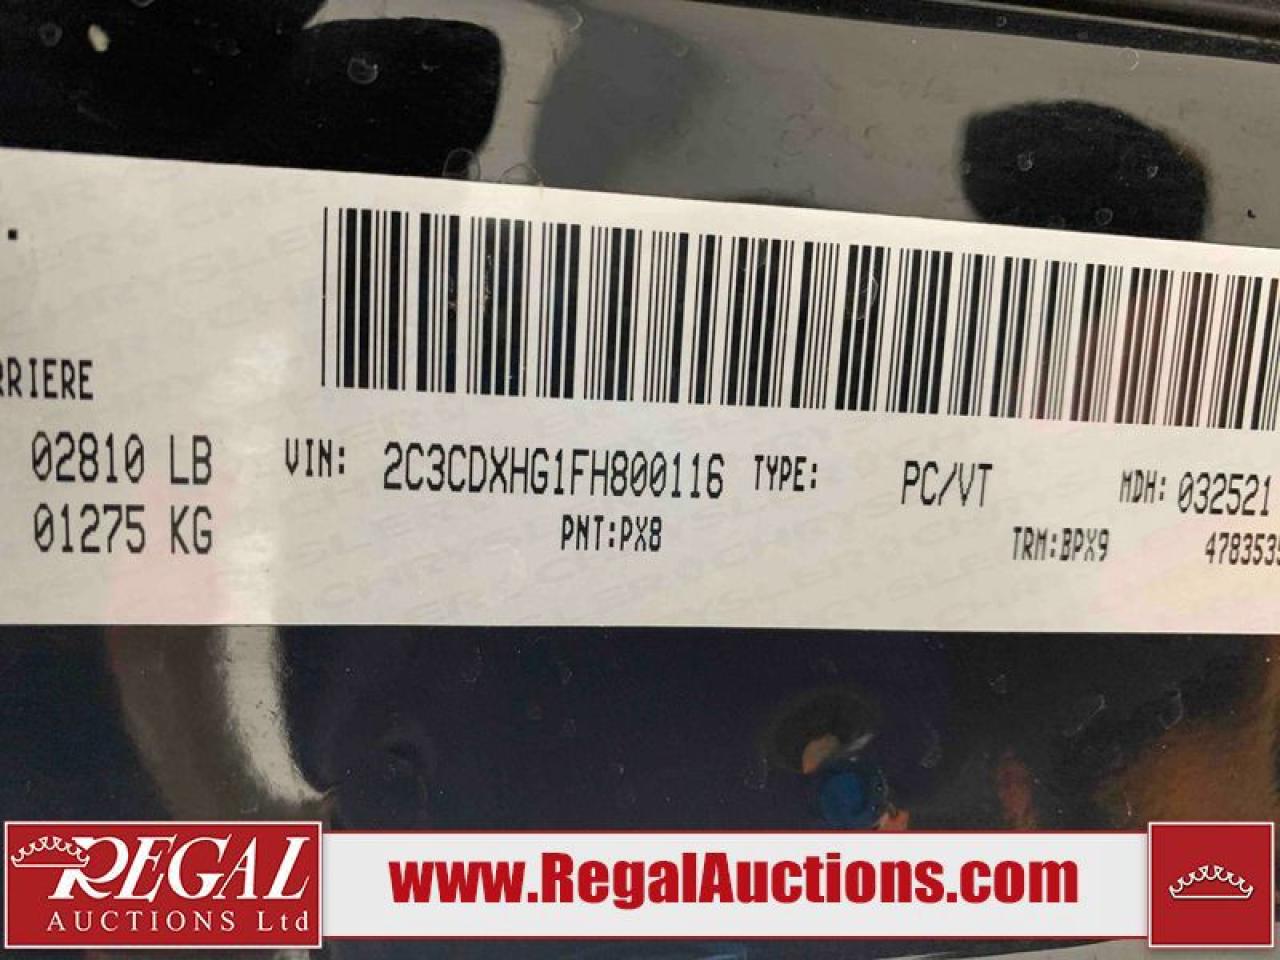 RRIERE
02810 LB VIN: 2C3CDXHG1FH800116 TYPE: PC/VT MDH: 032521
01275 KG PNT:PX8 TRM:BPX9 478353
REGAL
AUCTIONS Ltd
www.RegalAuctions.com